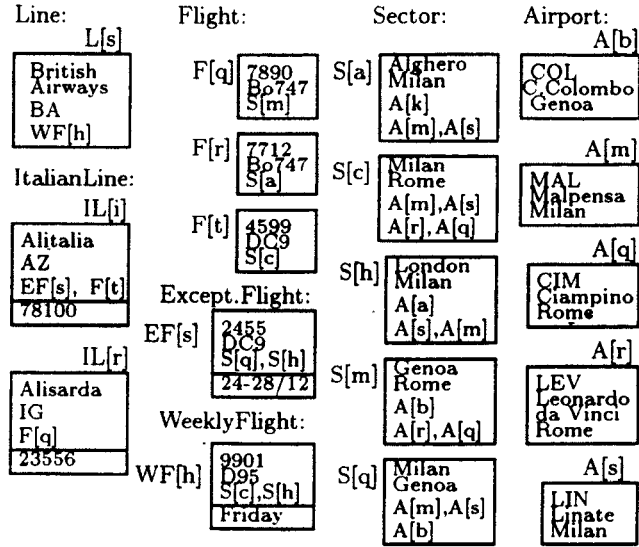 Line:
L[s]
British
Airways
BA
WF[h]
ItalianLine:
IL[i]
Alitalia
AZ
EF[s], F[t]
78100
IL[r]
Alisarda
IG
F[q]
23556
Flight:
F[q]
7890
Bo747
S[m]
F[r]
7712
Bo747
S[a]
F[t]
4599
DC9
S[c]
Except.Flight:
EF[s]
2455
DC9
S[q],S[h]
24-28/12
WeeklyFlight:
WF[h]
9901
D95
S[c],S[h]
Friday
Sector:
S[a]
Alghero
Milan
A[k]
A[m],A[s]
S[c]
Milan
Rome
A[m],A[s]
A[r],A[q]
S[h]
London
Milan
A[a]
A[s],A[m]
S[m]
Genoa
Rome
A[b]
A[r],A[q]
S[q]
Milan
Genoa
A[m],A[s]
A[b]
Airport:
A[b]
COL
C.Colombo
Genoa
A[m]
MAL
Malpensa
Milan
A[q]
CIM
Ciampino
Rome
A[r]
LEV
Leonardo
da Vinci
Rome
A[s]
LIN
Linate
Milan